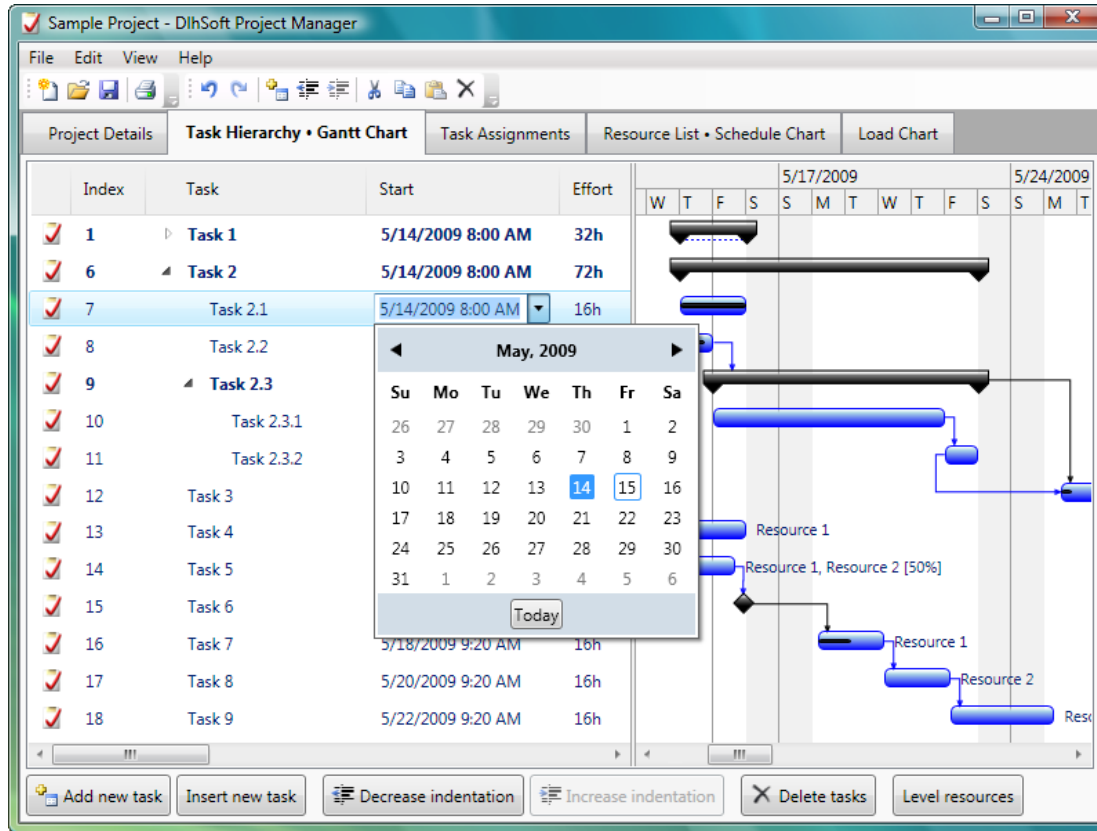 Sample Project - DlhSoft Project Manager
File Edit View Help
Project Details Task Hierarchy • Gantt Chart Task Assignments Resource List • Schedule Chart Load Chart
Index Task Start Effort 5/17/2009 5/24/2009
W T F S S M T W T F S S M T
1 Task 1 5/14/2009 8:00 AM 32h
6 Task 2 5/14/2009 8:00 AM 72h
7 Task 2.1 5/14/2009 8:00 AM 16h
8 Task 2.2
May, 2009
9 Task 2.3
Su Mo Tu We Th Fr Sa
10 Task 2.3.1
26 27 28 29 30 1 2
11 Task 2.3.2
3 4 5 6 7 8 9
12 Task 3
10 11 12 13 14 15 16
13 Task 4 Resource 1
17 18 19 20 21 22 23
24 25 26 27 28 29 30
14 Task 5 Resource 1, Resource 2 [50%]
31 1 2 3 4 5 6
15 Task 6
Today
16 Task 7 5/18/2009 9:20 AM 16h Resource 1
17 Task 8 5/20/2009 9:20 AM 16h Resource 2
18 Task 9 5/22/2009 9:20 AM 16h
Add new task Insert new task Decrease indentation Increase indentation Delete tasks Level resources